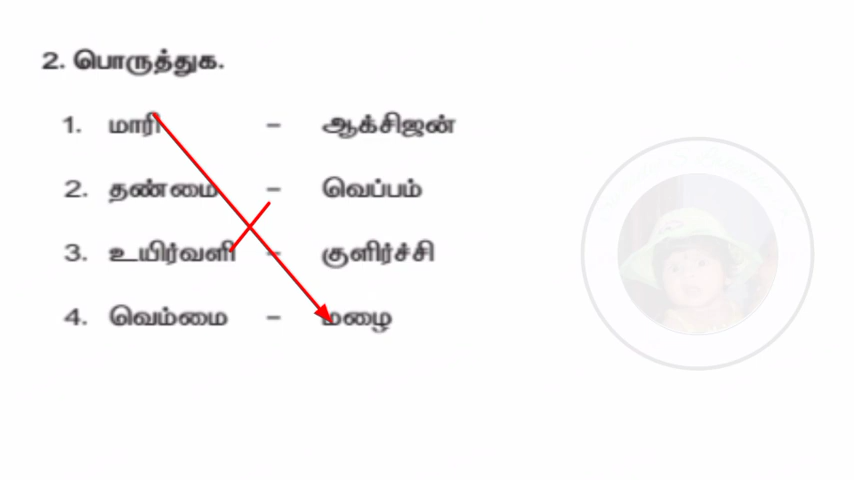 2. பொருத்துக.
1. மாரி – ஆக்சிஜன்
2. தண்மை – வெப்பம்
3. உயிர்வளி – குளிர்ச்சி
4. வெம்மை – மழை